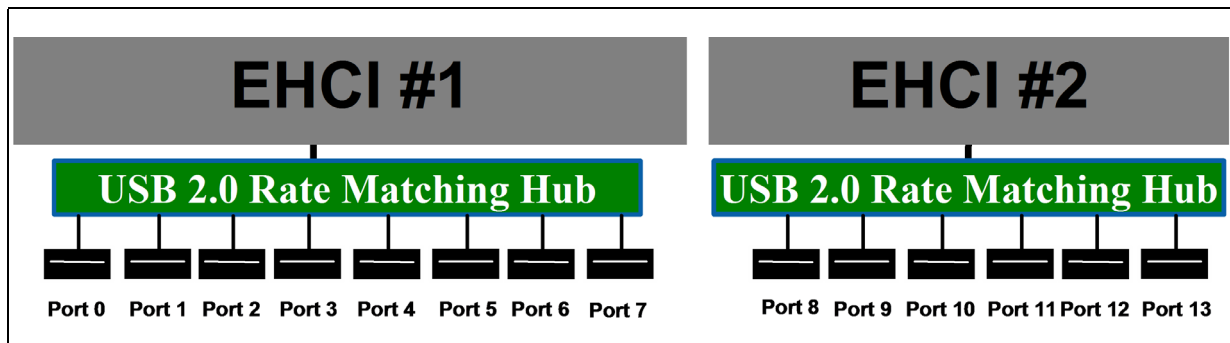 EHCI #1
EHCI #2
USB 2.0 Rate Matching Hub
USB 2.0 Rate Matching Hub
Port 0 Port 1 Port 2 Port 3 Port 4 Port 5 Port 6 Port 7
Port 8 Port 9 Port 10 Port 11 Port 12 Port 13